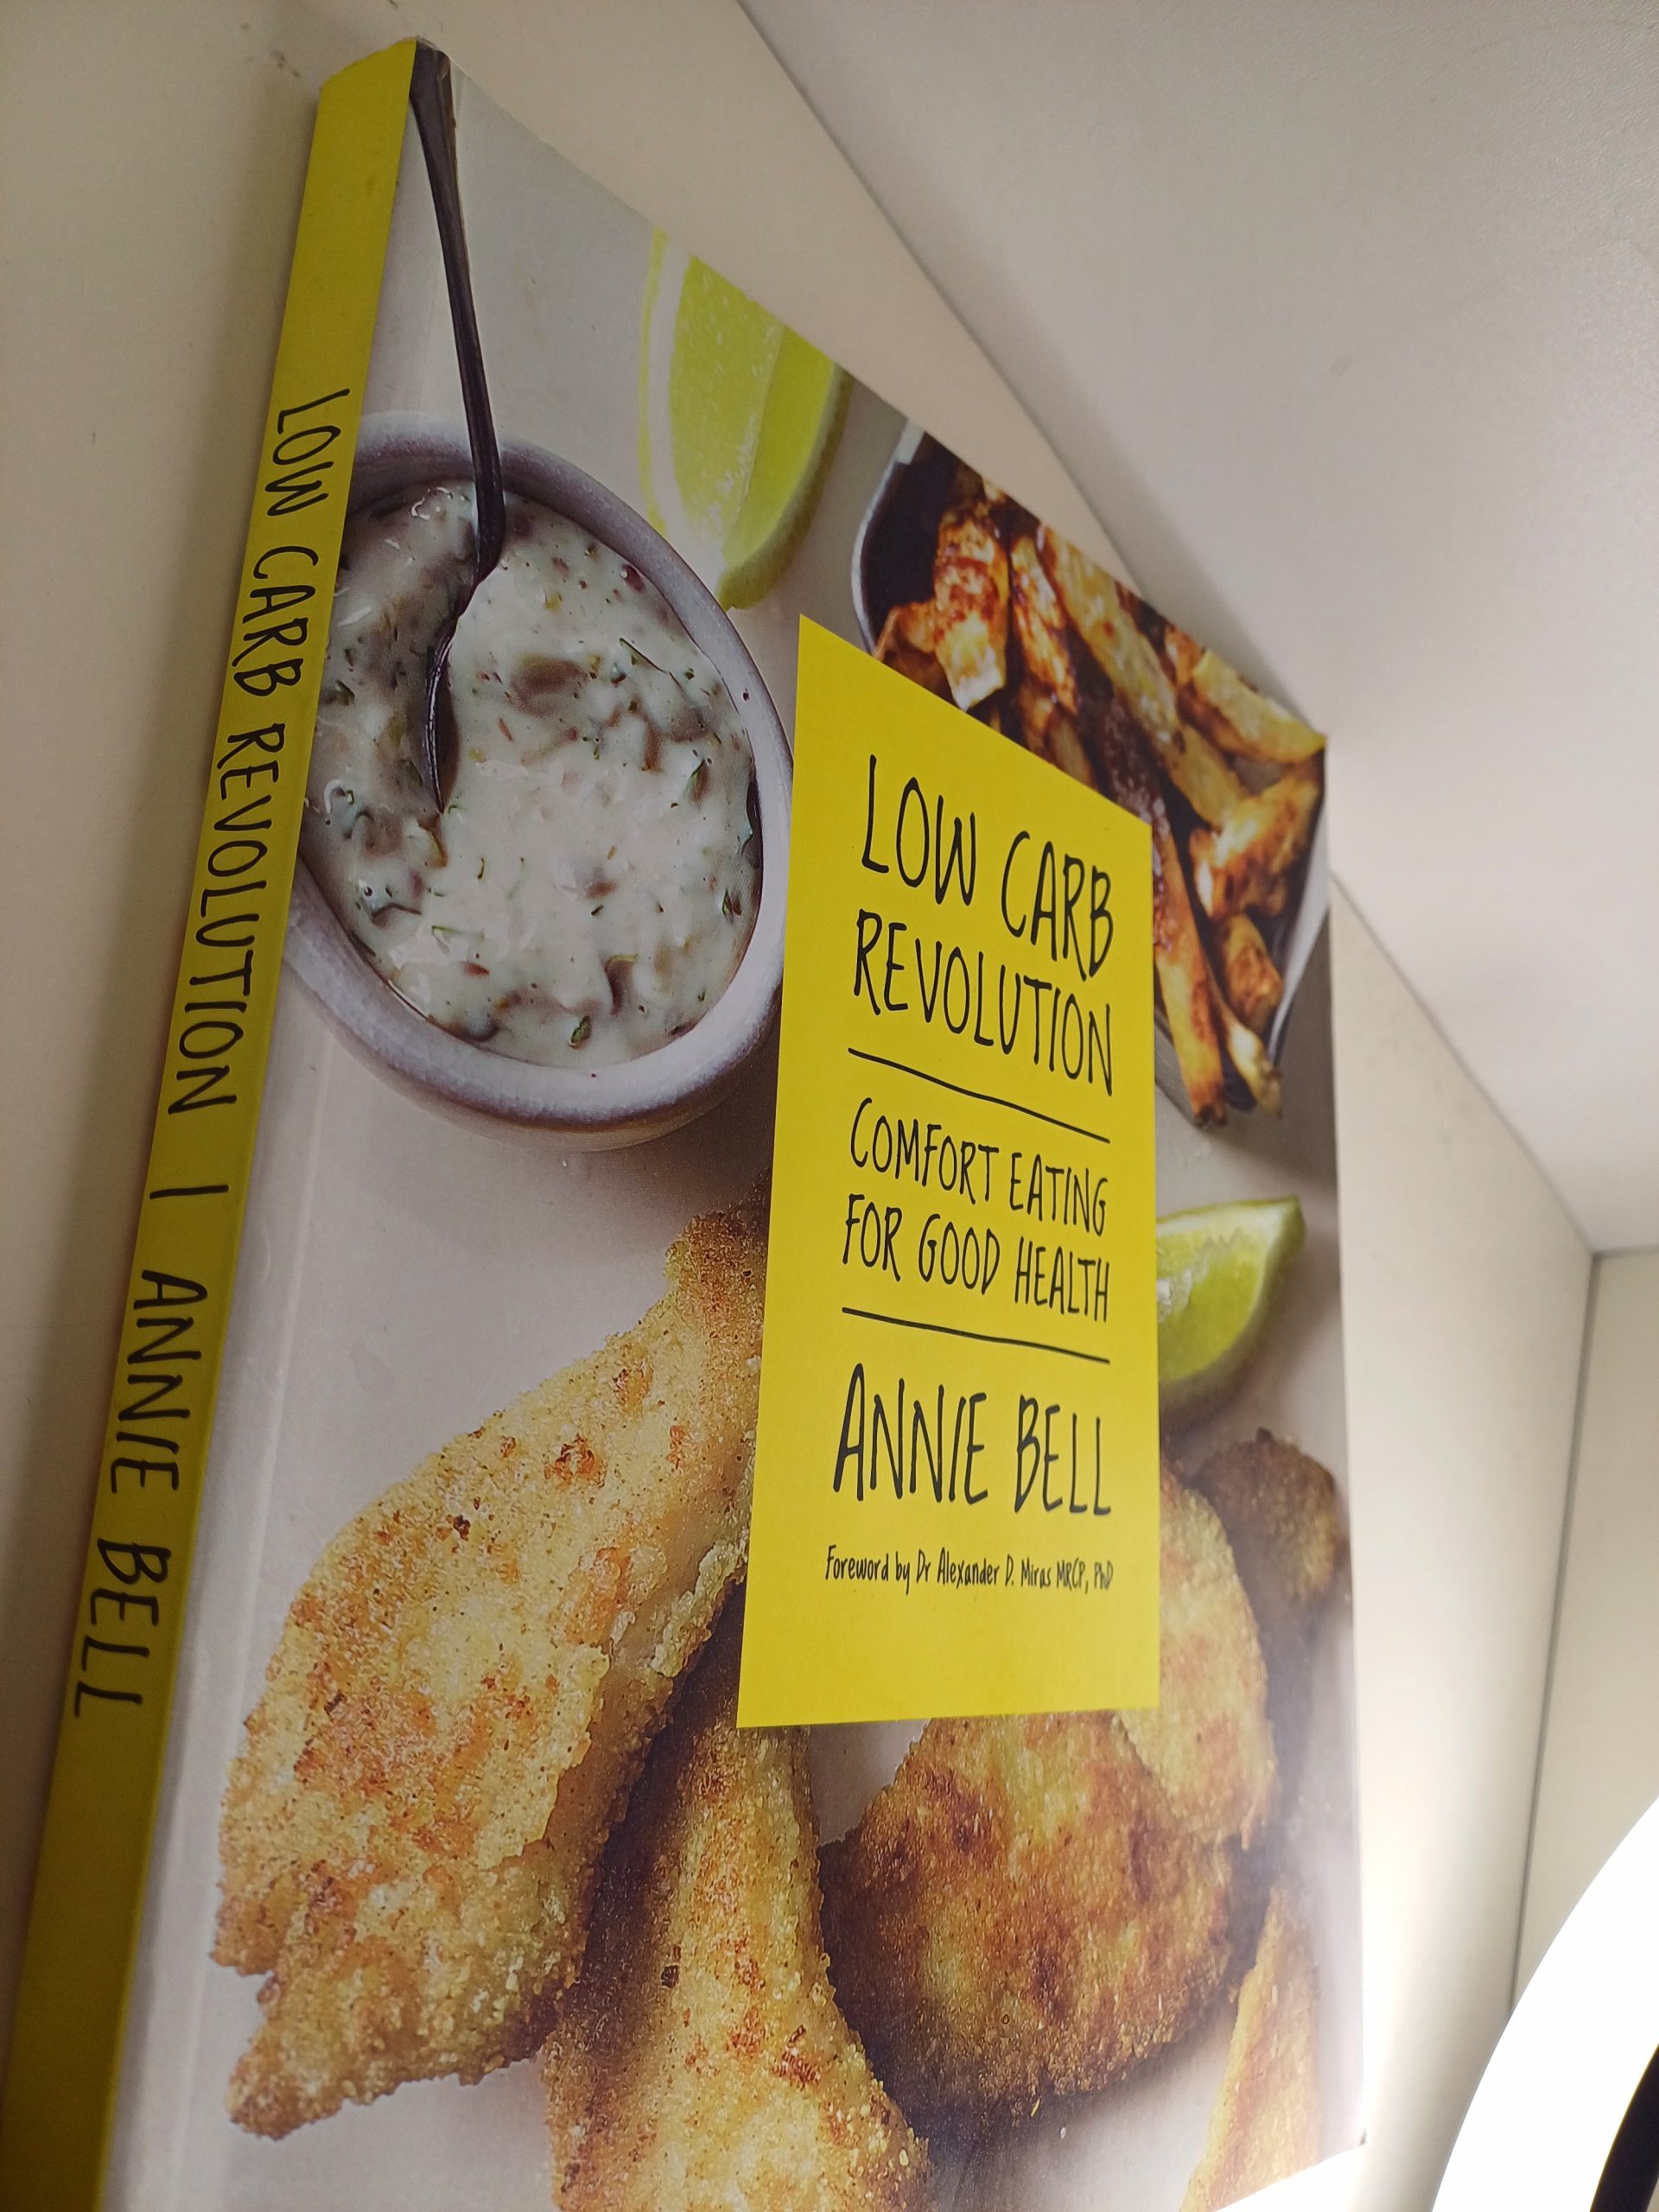 LOW CARB REVOLUTION | ANNIE BELL
LOW CARB
REVOLUTION
COMFORT EATING
FOR GOOD HEALTH
ANNIE BELL
Foreword by Dr Alexander D. Miras MRCP, PhD